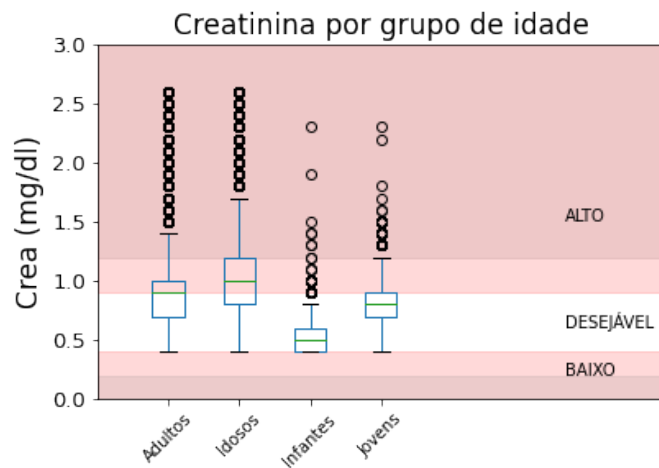 Creatinina por grupo de idade
Crea (mg/dl)
3.0
2.5
2.0
1.5
1.0
0.5
0.0
ALTO
DESEJÁVEL
BAIXO
Adultos
Idosos
Infantes
Jovens